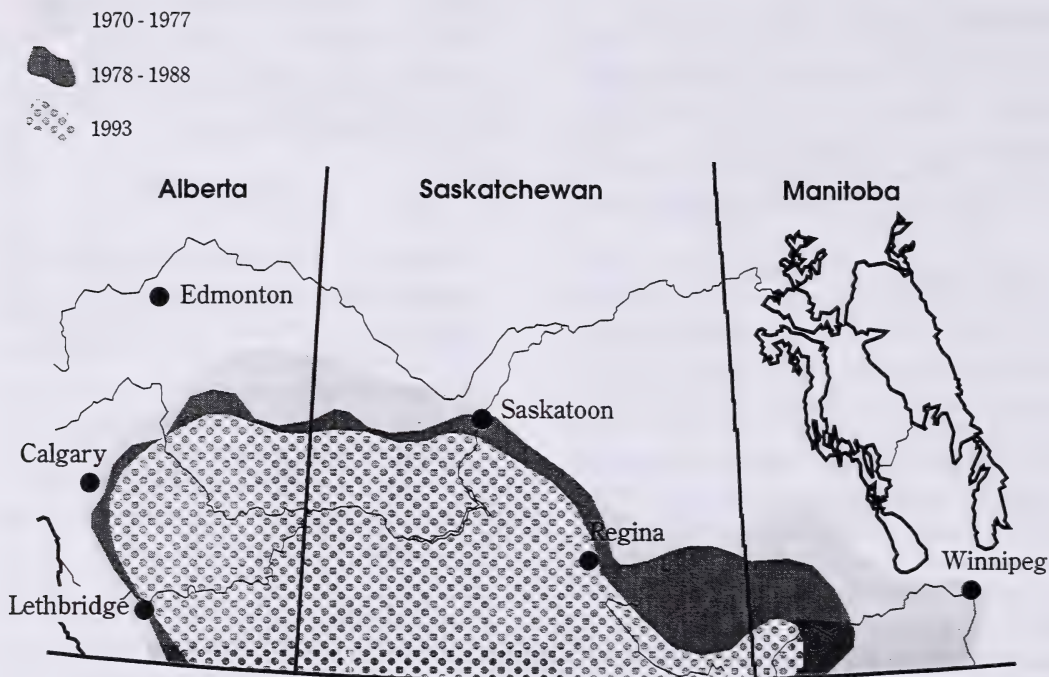 1970 - 1977
1978 - 1988
1993
Alberta
Saskatchewan
Manitoba
Edmonton
Saskatoon
Calgary
Regina
Winnipeg
Lethbridge